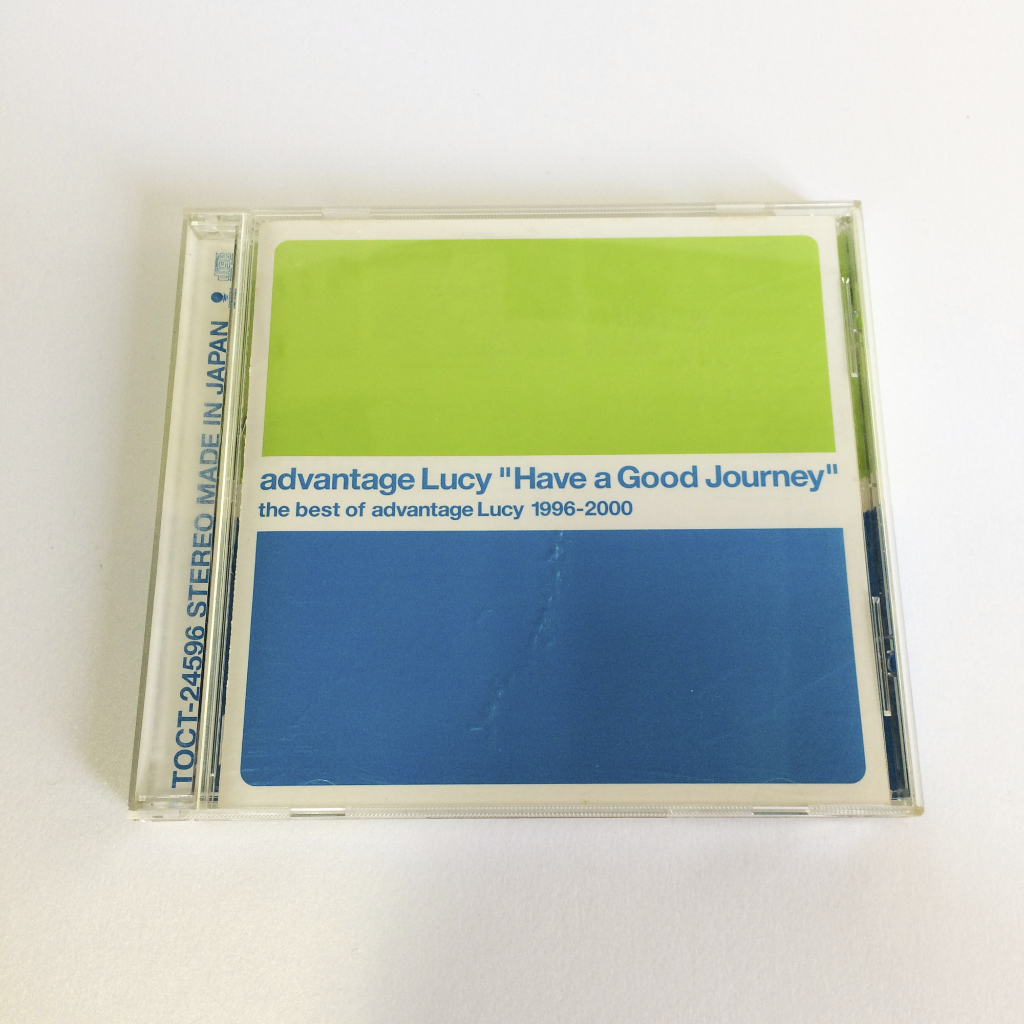 advantage Lucy "Have a Good Journey"
the best of advantage Lucy 1996-2000
TOCT-24596 STEREO MADE IN JAPAN